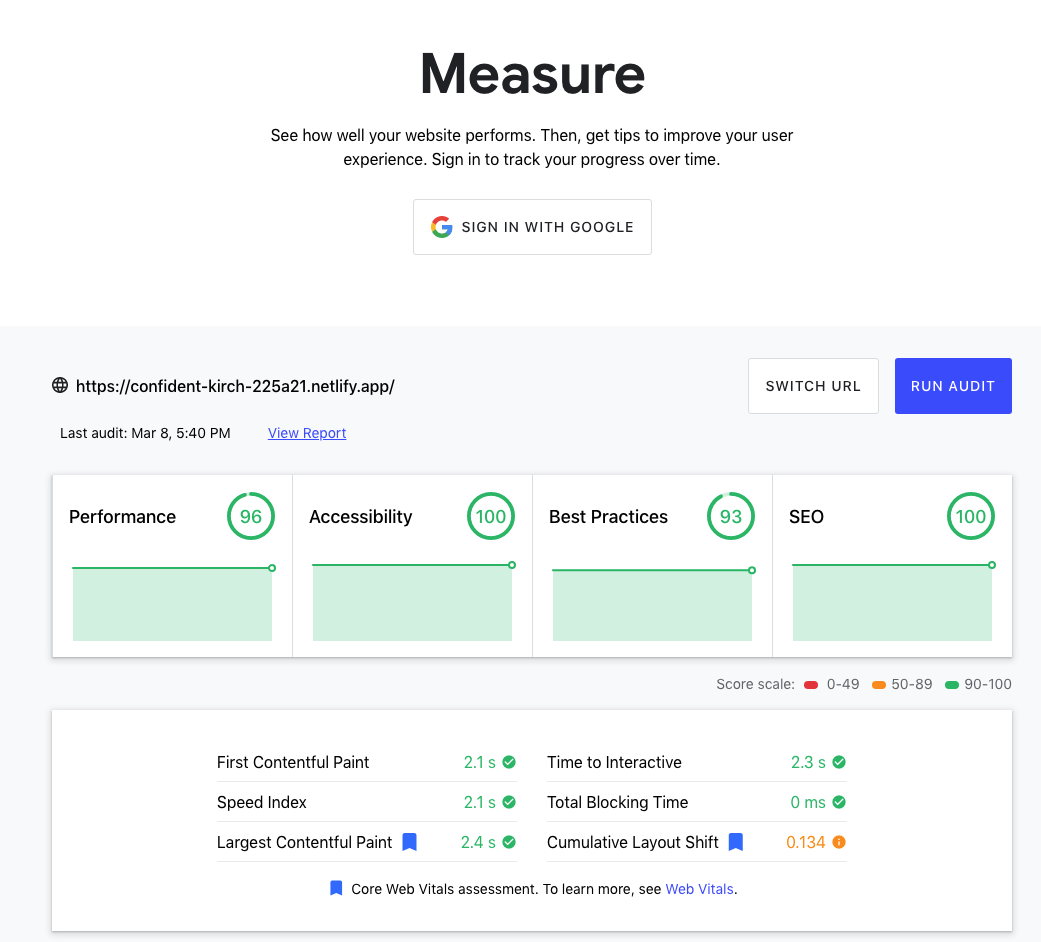 Measure
See how well your website performs. Then, get tips to improve your user
experience. Sign in to track your progress over time.
SIGN IN WITH GOOGLE
https://confident-kirch-225a21.netlify.app/
SWITCH URL
RUN AUDIT
Last audit: Mar 8, 5:40 PM View Report
Performance 96
Accessibility 100
Best Practices 93
SEO 100
Score scale: 0-49 50-89 90-100
First Contentful Paint 2.1 s
Time to Interactive 2.3 s
Speed Index 2.1 s
Total Blocking Time 0 ms
Largest Contentful Paint 2.4 s
Cumulative Layout Shift 0.134
Core Web Vitals assessment. To learn more, see Web Vitals.